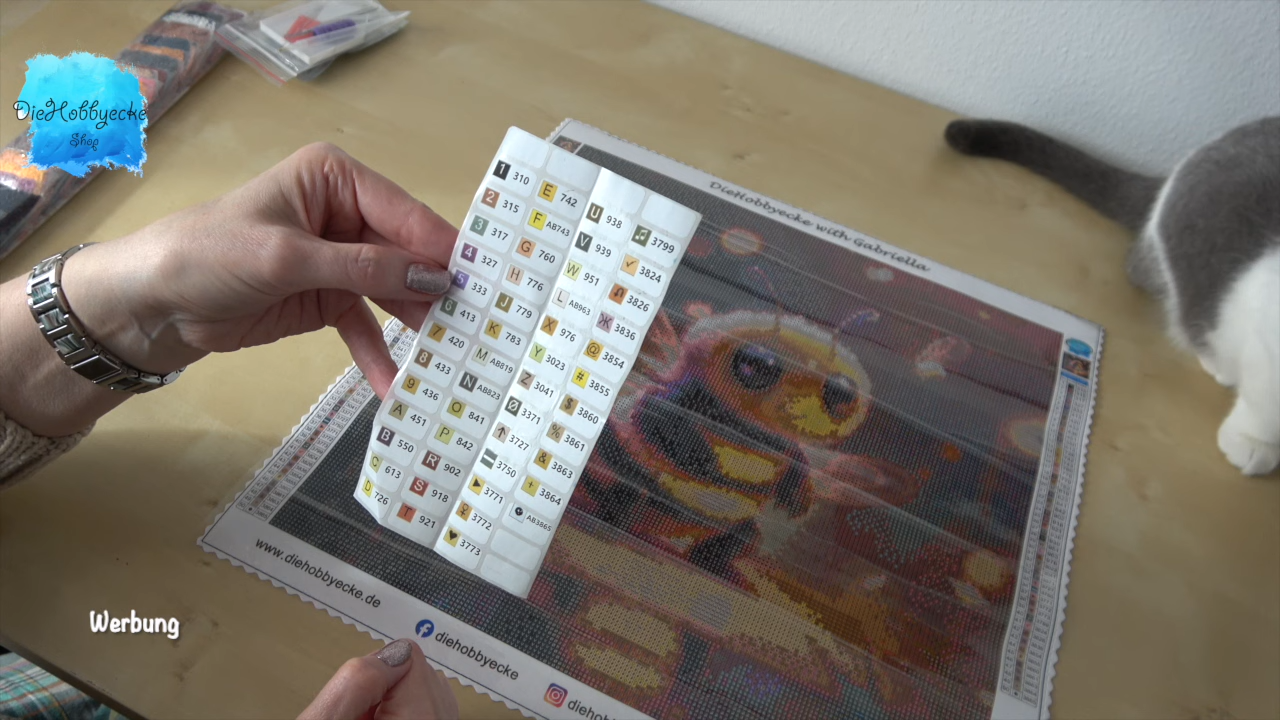 DieHobbyecke
Shop
DieHobbyecke with Gabriella
1 310
2 315
3 317
4 327
5 333
6 413
7 420
8 433
9 436
A 451
B 550
C 613
D 726
E 742
F AB743
G 760
H 776
J 779
K 783
M AB819
N AB823
O 841
P 842
R 902
S 918
T 921
U 938
V 939
W 951
L AB963
X 976
Y 3023
Z 3041
Ø 3371
↑ 3727
3750
▶ 3771
3772
♥ 3773
♫ 3799
✓ 3824
3826
Ж 3836
@ 3854
# 3855
$ 3860
% 3861
& 3863
+ 3864
AB3865
www.diehobbyecke.de
diehobbyecke
diehobby
Werbung